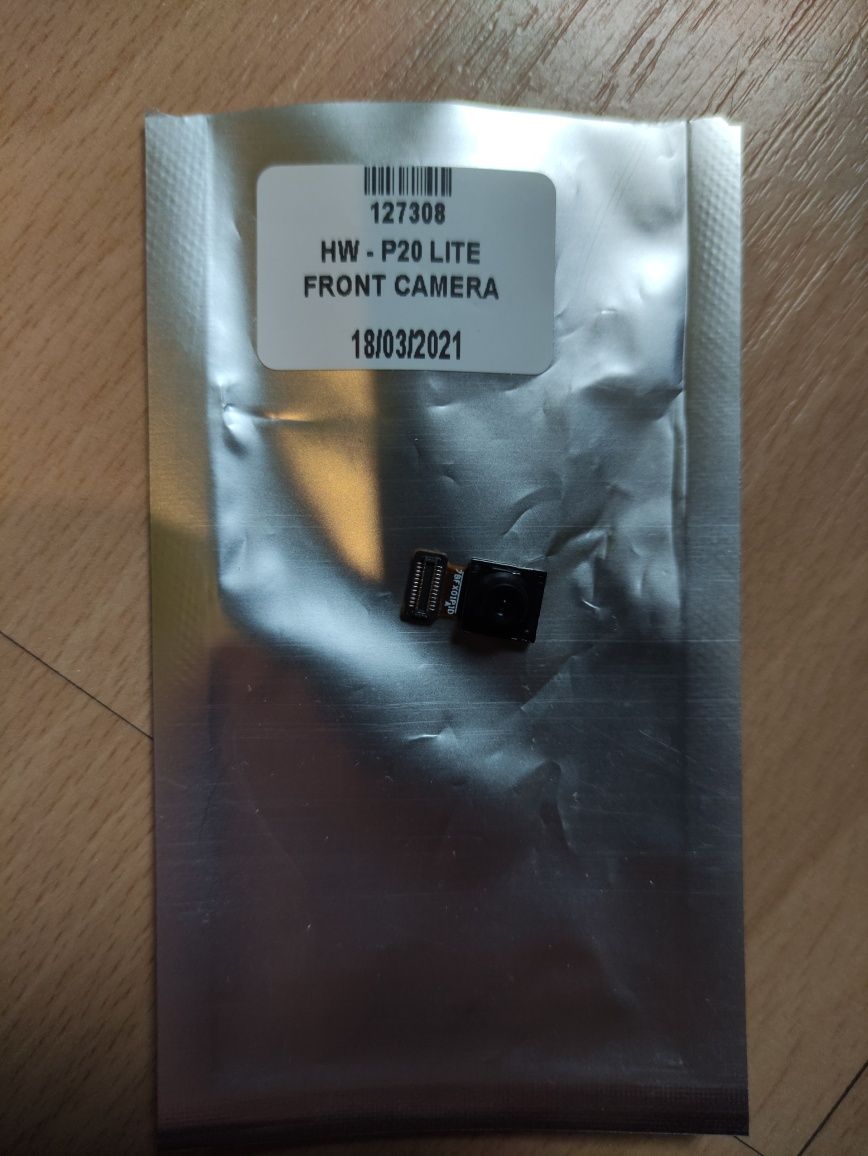 127308
HW - P20 LITE
FRONT CAMERA
18/03/2021